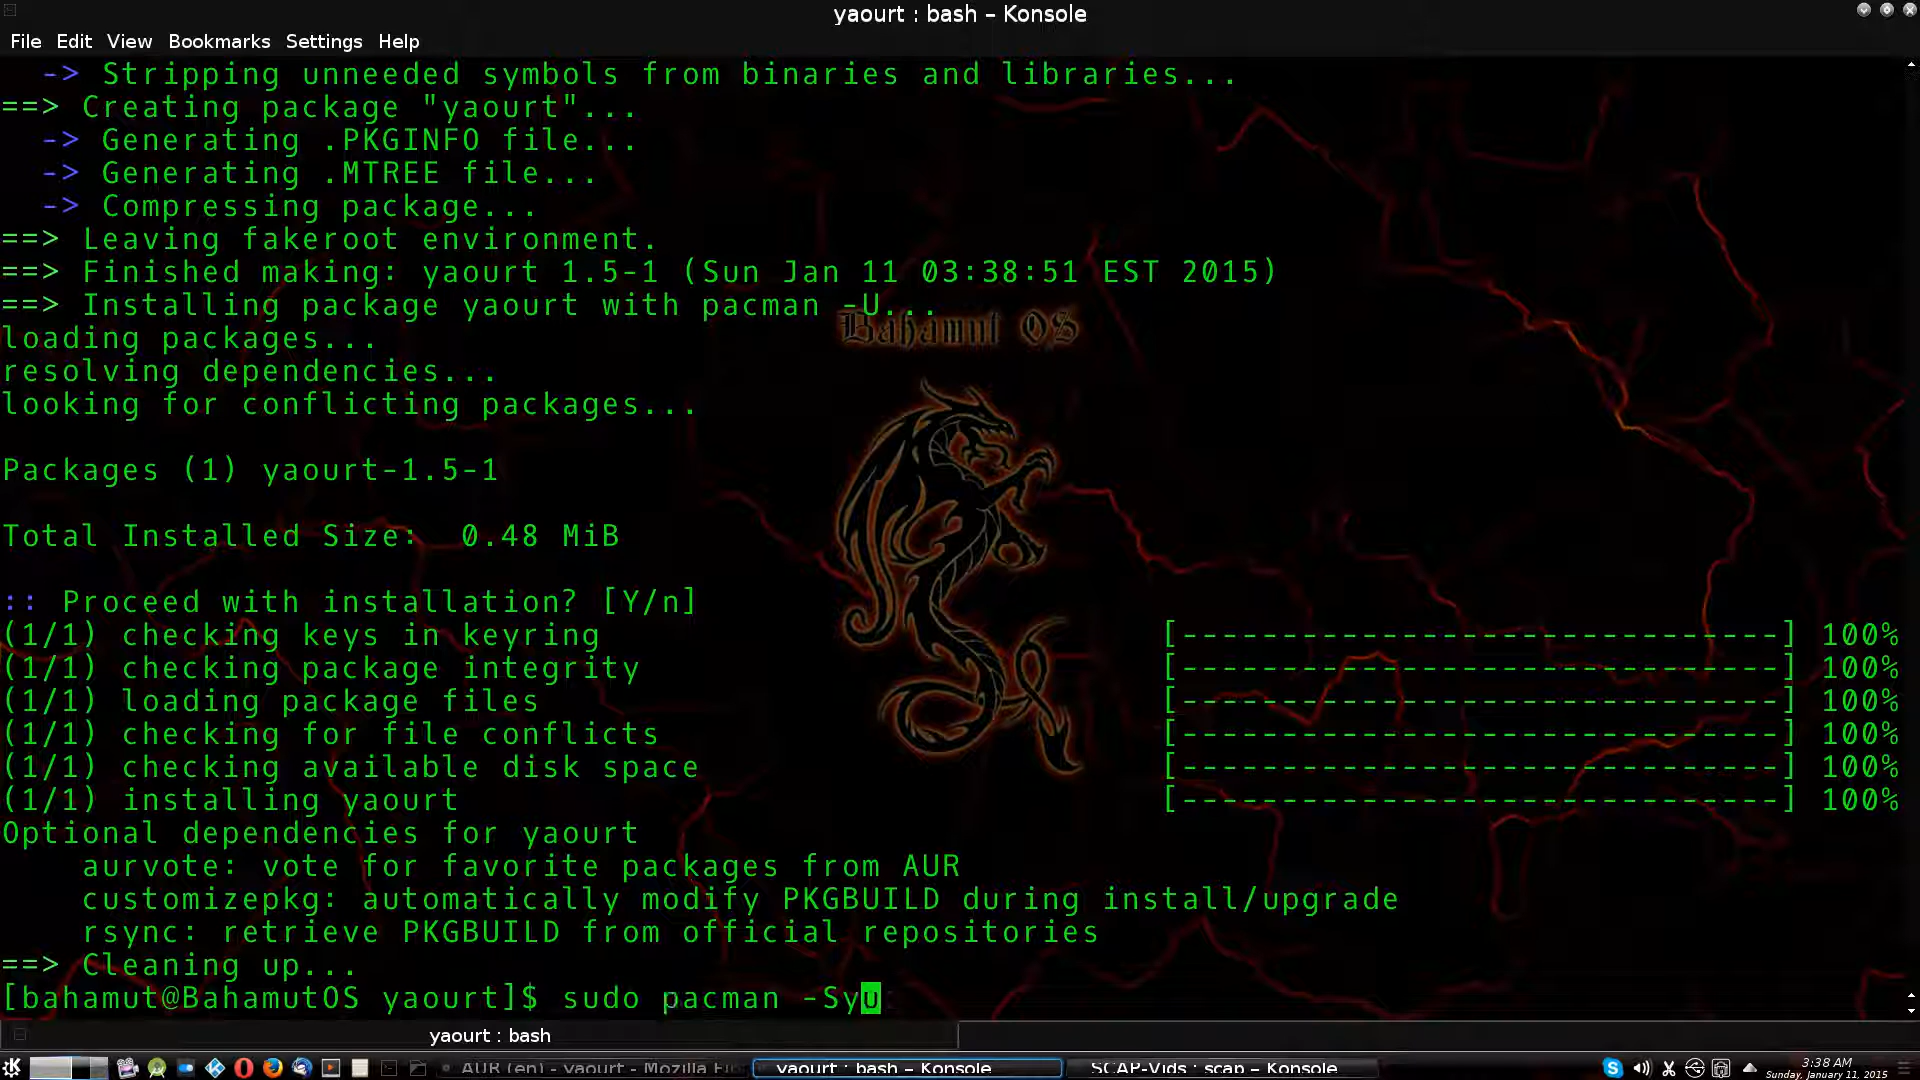 yaourt : bash – Konsole
File Edit View Bookmarks Settings Help
-> Stripping unneeded symbols from binaries and libraries...
==> Creating package "yaourt"...
-> Generating .PKGINFO file...
-> Generating .MTREE file...
-> Compressing package...
==> Leaving fakeroot environment.
==> Finished making: yaourt 1.5-1 (Sun Jan 11 03:38:51 EST 2015)
==> Installing package yaourt with pacman -U...
Bahamut OS
loading packages...
resolving dependencies...
looking for conflicting packages...
Packages (1) yaourt-1.5-1
Total Installed Size:  0.48 MiB
:: Proceed with installation? [Y/n]
(1/1) checking keys in keyring [------------------------------] 100%
(1/1) checking package integrity [------------------------------] 100%
(1/1) loading package files [------------------------------] 100%
(1/1) checking for file conflicts [------------------------------] 100%
(1/1) checking available disk space [------------------------------] 100%
(1/1) installing yaourt [------------------------------] 100%
Optional dependencies for yaourt
aurvote: vote for favorite packages from AUR
customizepkg: automatically modify PKGBUILD during install/upgrade
rsync: retrieve PKGBUILD from official repositories
==> Cleaning up...
[bahamut@BahamutOS yaourt]$ sudo pacman -Syu
yaourt : bash
AUR (en) - yaourt - Mozilla
yaourt : bash – Konsole
SCAP-Vids : scap – Konsole
3:38 AM
Sunday, January 11, 2015